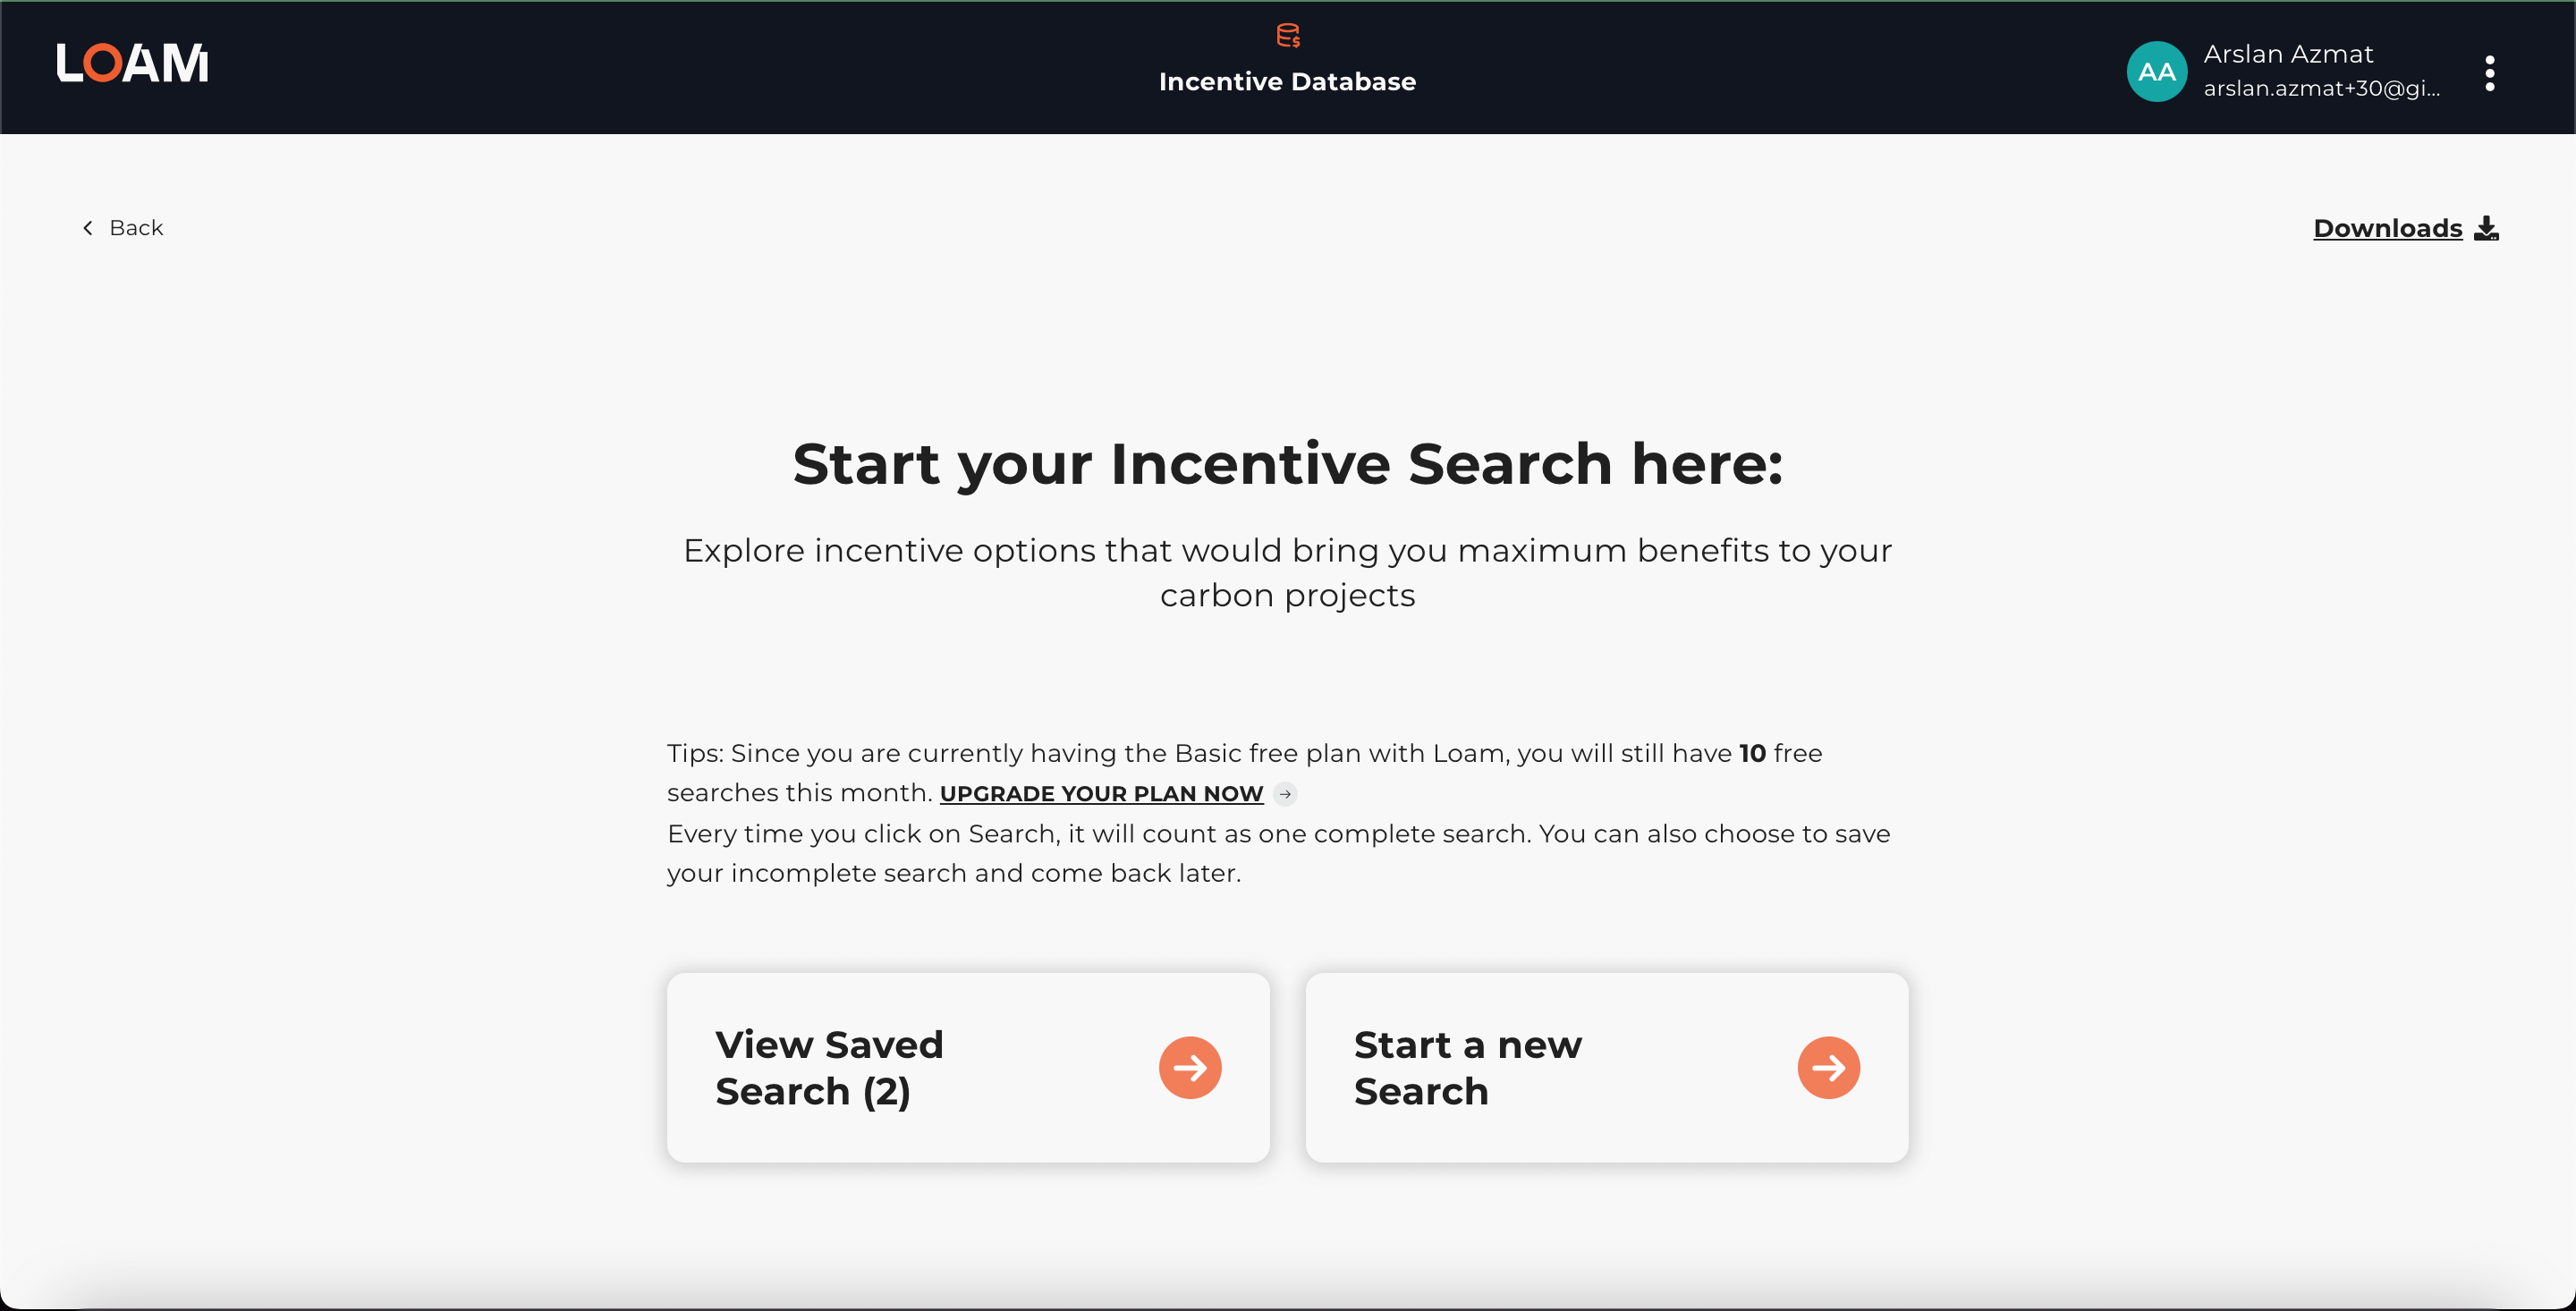 LOAM
Incentive Database
AA
Arslan Azmat
arslan.azmat+30@gi...
Back
Downloads
Start your Incentive Search here:
Explore incentive options that would bring you maximum benefits to your
carbon projects
Tips: Since you are currently having the Basic free plan with Loam, you will still have 10 free
searches this month. UPGRADE YOUR PLAN NOW
Every time you click on Search, it will count as one complete search. You can also choose to save
your incomplete search and come back later.
View Saved
Search (2)
Start a new
Search